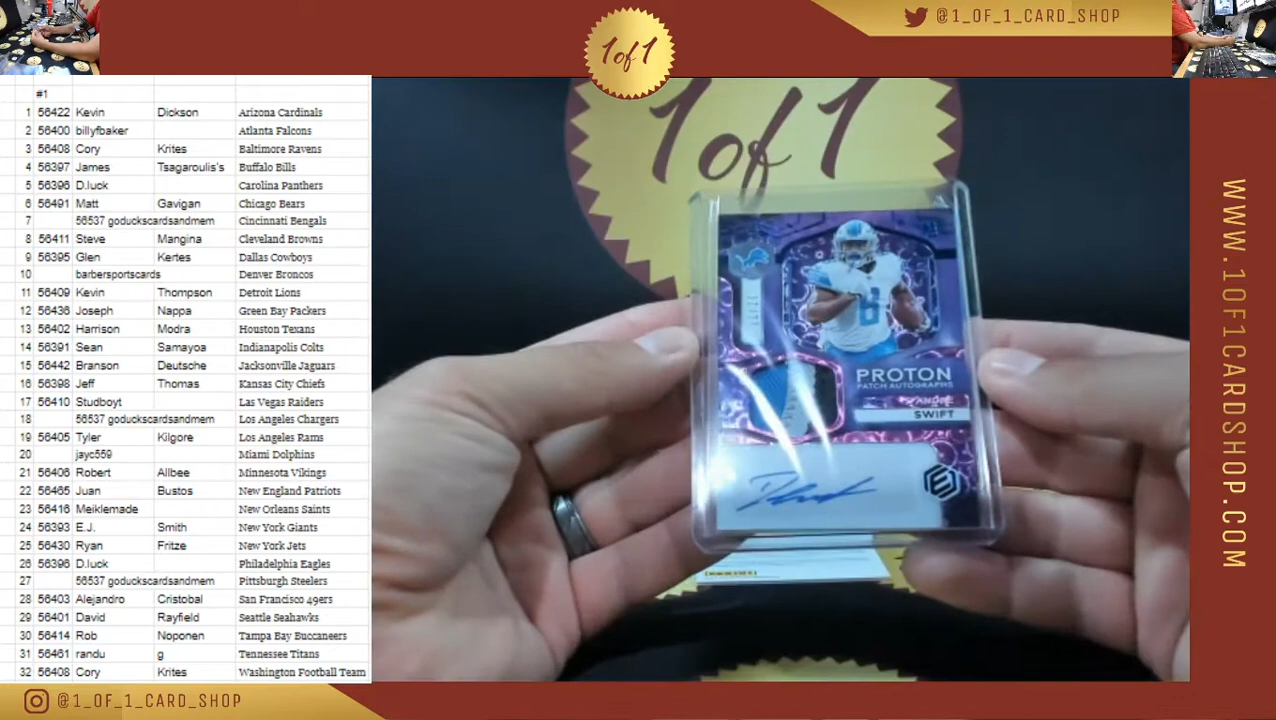 @1_OF_1_CARD_SHOP
1 of 1
#1
1 56422 Kevin Dickson Arizona Cardinals
2 56400 billyfbaker Atlanta Falcons
3 56408 Cory Krites Baltimore Ravens
4 56397 James Tsagaroulis's Buffalo Bills
5 56396 D.luck Carolina Panthers
6 56491 Matt Gavigan Chicago Bears
7 56537 goduckscardsandmem Cincinnati Bengals
8 56411 Steve Mangina Cleveland Browns
9 56395 Glen Kertes Dallas Cowboys
10 barbersportscards Denver Broncos
11 56409 Kevin Thompson Detroit Lions
12 56436 Joseph Nappa Green Bay Packers
13 56402 Harrison Modra Houston Texans
14 56391 Sean Samayoa Indianapolis Colts
15 56442 Branson Deutsche Jacksonville Jaguars
16 56398 Jeff Thomas Kansas City Chiefs
17 56410 Studboyt Las Vegas Raiders
18 56537 goduckscardsandmem Los Angeles Chargers
19 56405 Tyler Kilgore Los Angeles Rams
20 jayc559 Miami Dolphins
21 56406 Robert Allbee Minnesota Vikings
22 56465 Juan Bustos New England Patriots
23 56416 Meiklemade New Orleans Saints
24 56393 E.J. Smith New York Giants
25 56430 Ryan Fritze New York Jets
26 56396 D.luck Philadelphia Eagles
27 56537 goduckscardsandmem Pittsburgh Steelers
28 56403 Alejandro Cristobal San Francisco 49ers
29 56401 David Rayfield Seattle Seahawks
30 56414 Rob Noponen Tampa Bay Buccaneers
31 56461 randu g Tennessee Titans
32 56408 Cory Krites Washington Football Team
1 of 1
8
PROTON
PATCH AUTOGRAPHS
D'ANDRE
SWIFT
WWW.1OF1CARDSHOP.COM
@1_OF_1_CARD_SHOP